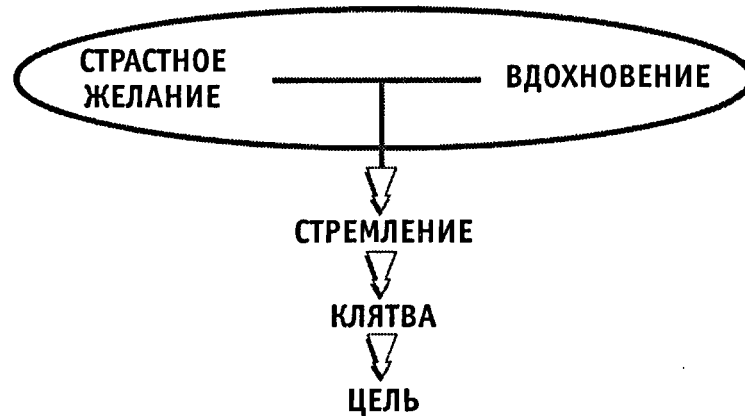 СТРАСТНОЕ
ЖЕЛАНИЕ
ВДОХНОВЕНИЕ
СТРЕМЛЕНИЕ
КЛЯТВА
ЦЕЛЬ